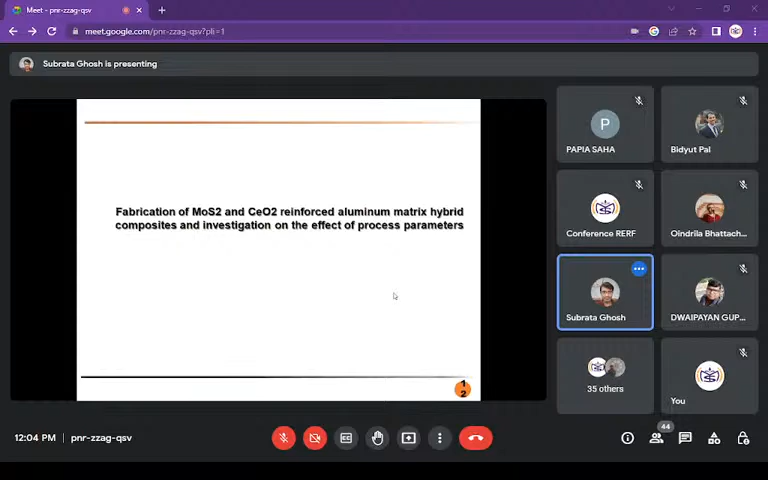 Meet - pnr-zzag-qsv
meet.google.com/pnr-zzag-qsv?pli=1
Subrata Ghosh is presenting
Fabrication of MoS2 and CeO2 reinforced aluminum matrix hybrid
composites and investigation on the effect of process parameters
1
2
P
PAPIA SAHA
Bidyut Pal
Conference RERF
Oindrila Bhattach...
Subrata Ghosh
DWAIPAYAN GUP...
35 others
You
12:04 PM | pnr-zzag-qsv
44